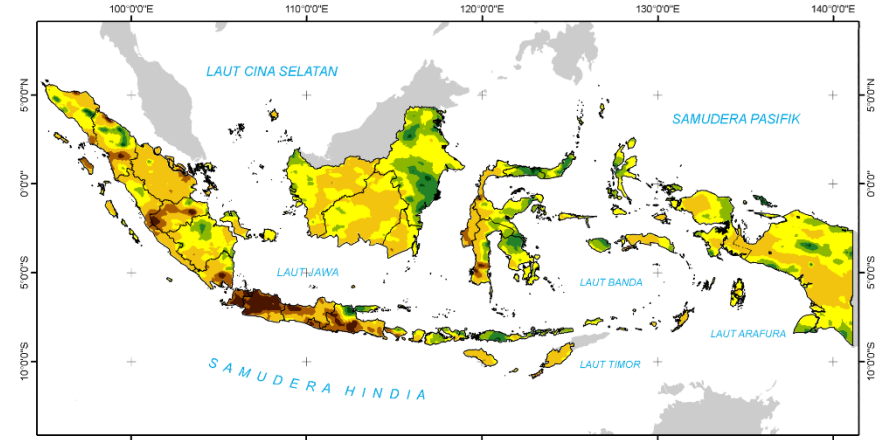 100°0'0"E 110°0'0"E 120°0'0"E 130°0'0"E 140°0'0"E
LAUT CINA SELATAN
5°0'0"N 5°0'0"N
SAMUDERA PASIFIK
0°0'0" 0°0'0"
LAUT JAWA
5°0'0"S 5°0'0"S
LAUT BANDA
LAUT ARAFURA
10°0'0"S 10°0'0"S
LAUT TIMOR
SAMUDERA HINDIA